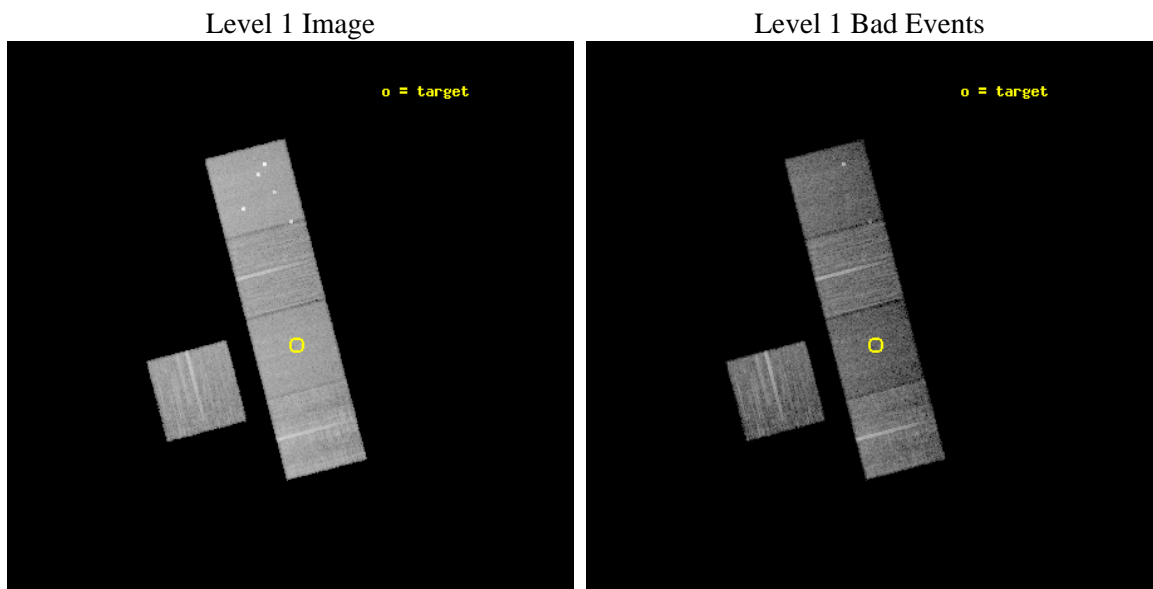 Level 1 Image
Level 1 Bad Events
o = target
o = target